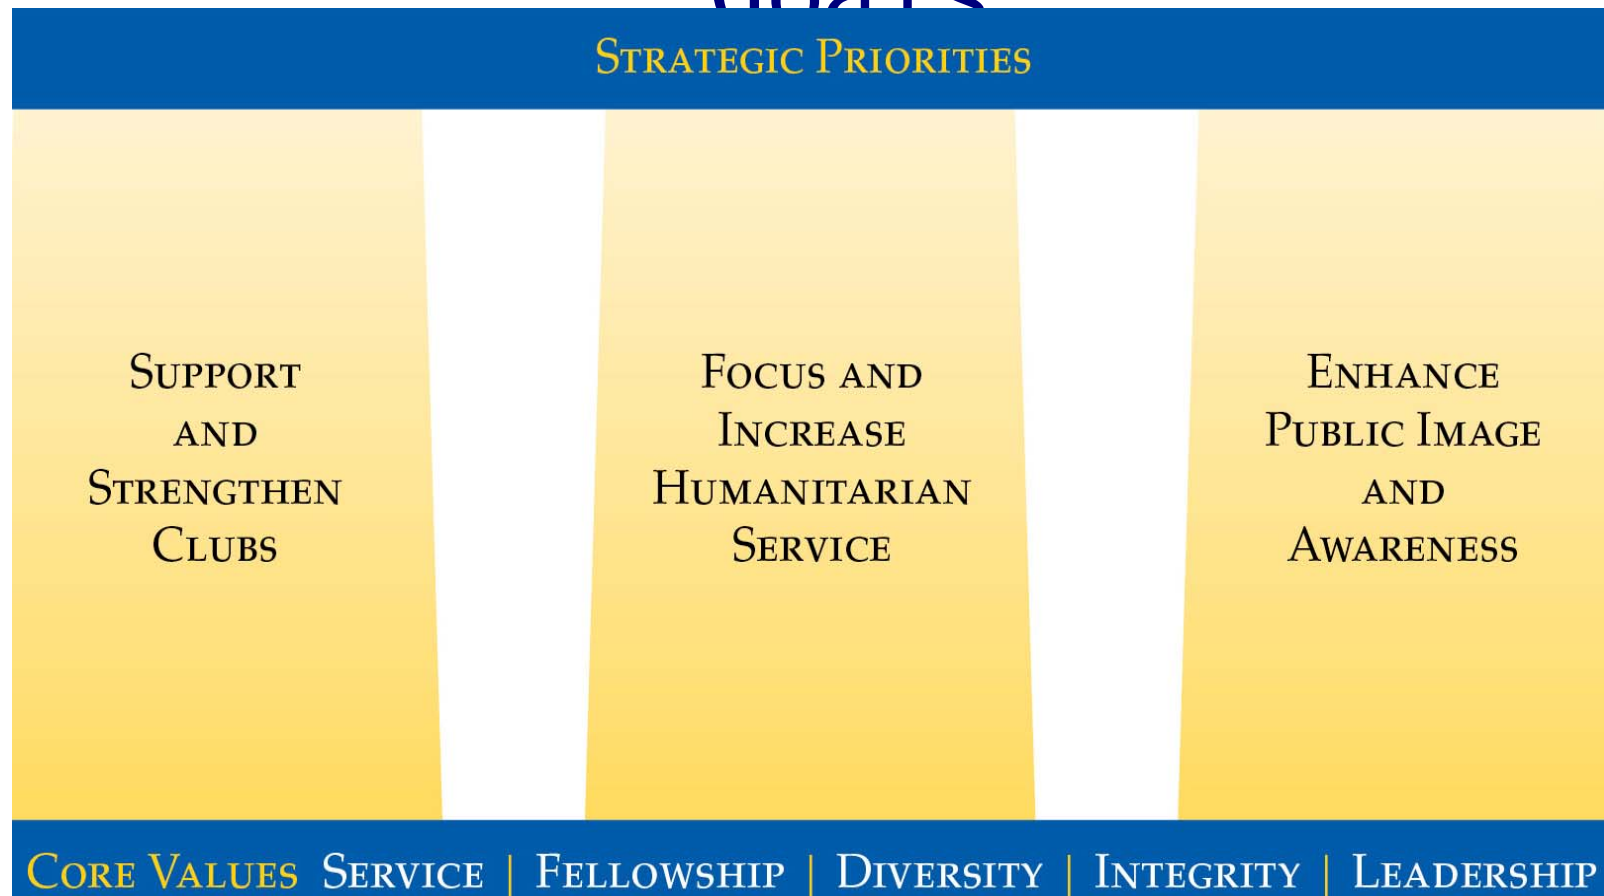 STRATEGIC PRIORITIES
SUPPORT
AND
STRENGTHEN
CLUBS
FOCUS AND
INCREASE
HUMANITARIAN
SERVICE
ENHANCE
PUBLIC IMAGE
AND
AWARENESS
CORE VALUES SERVICE | FELLOWSHIP | DIVERSITY | INTEGRITY | LEADERSHIP